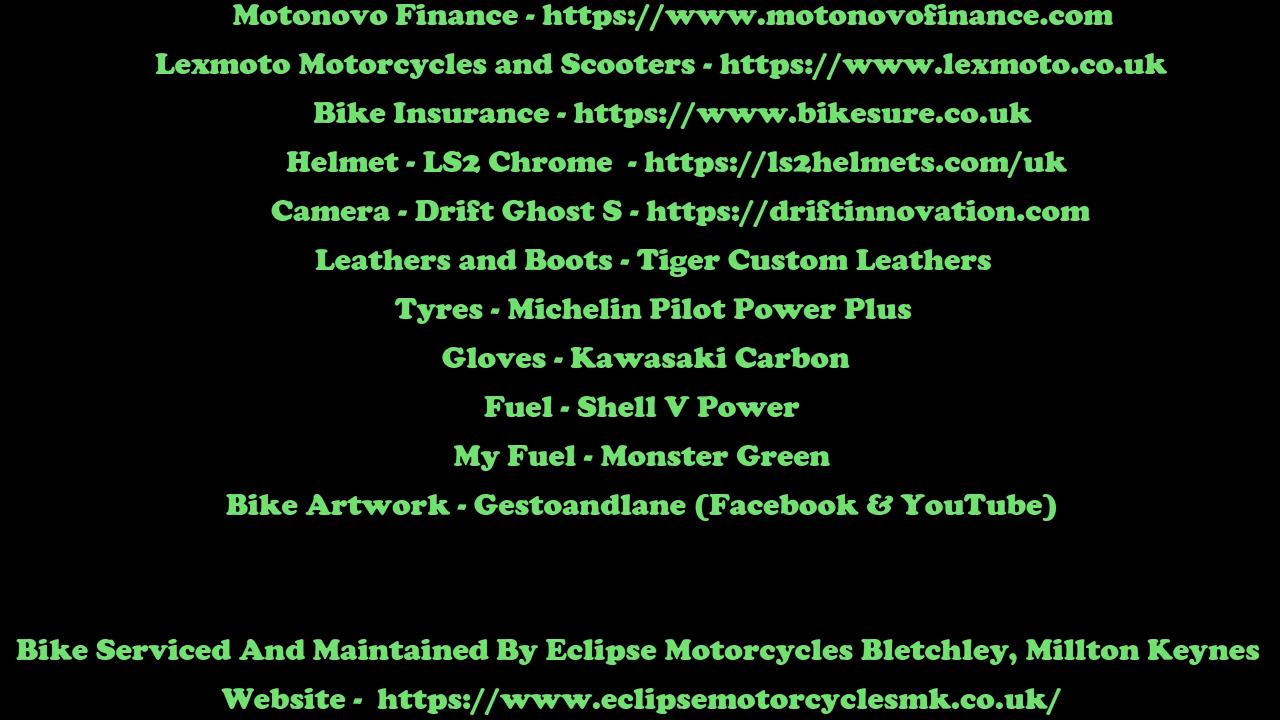 Motonovo Finance - https://www.motonovofinance.com
Lexmoto Motorcycles and Scooters - https://www.lexmoto.co.uk
Bike Insurance - https://www.bikesure.co.uk
Helmet - LS2 Chrome  - https://ls2helmets.com/uk
Camera - Drift Ghost S - https://driftinnovation.com
Leathers and Boots - Tiger Custom Leathers
Tyres - Michelin Pilot Power Plus
Gloves - Kawasaki Carbon
Fuel - Shell V Power
My Fuel - Monster Green
Bike Artwork - Gestoandlane (Facebook & YouTube)
Bike Serviced And Maintained By Eclipse Motorcycles Bletchley, Millton Keynes
Website -  https://www.eclipsemotorcyclesmk.co.uk/